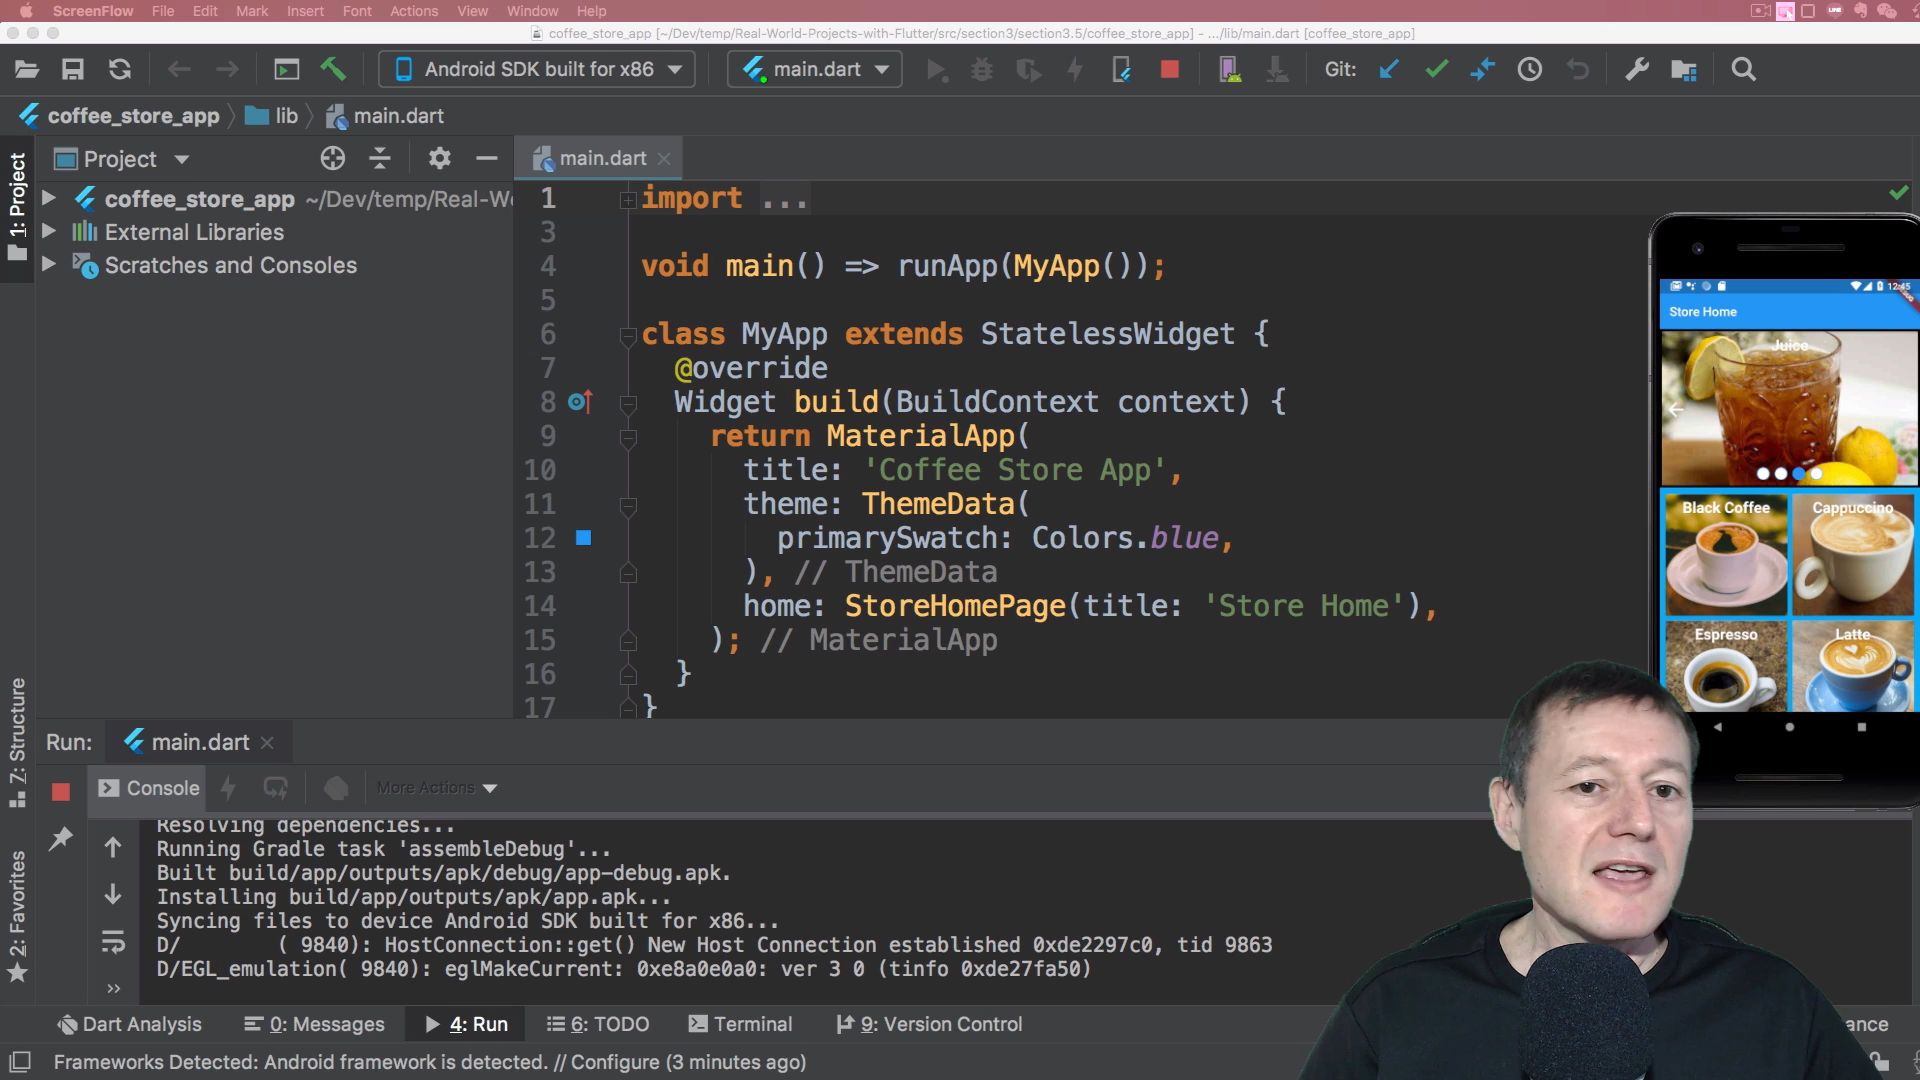 ScreenFlow File Edit Mark Insert Font Actions View Window Help
coffee_store_app [~/Dev/temp/Real-World-Projects-with-Flutter/src/section3/section3.5/coffee_store_app] - .../lib/main.dart [coffee_store_app]
Android SDK built for x86 main.dart Git:
coffee_store_app lib main.dart
1: Project
Project
coffee_store_app ~/Dev/temp/Real-W
External Libraries
Scratches and Consoles
main.dart
1 import ...
3
4 void main() => runApp(MyApp());
5
6 class MyApp extends StatelessWidget {
7 @override
8 Widget build(BuildContext context) {
9 return MaterialApp(
10 title: 'Coffee Store App',
11 theme: ThemeData(
12 primarySwatch: Colors.blue,
13 ), // ThemeData
14 home: StoreHomePage(title: 'Store Home'),
15 ); // MaterialApp
16 }
17 }
12:45
Store Home
Juice
Black Coffee Cappuccino
Espresso Latte
7: Structure
2: Favorites
Run: main.dart
Console More Actions
Resolving dependencies...
Running Gradle task 'assembleDebug'...
Built build/app/outputs/apk/debug/app-debug.apk.
Installing build/app/outputs/apk/app.apk...
Syncing files to device Android SDK built for x86...
D/ ( 9840): HostConnection::get() New Host Connection established 0xde2297c0, tid 9863
D/EGL_emulation( 9840): eglMakeCurrent: 0xe8a0e0a0: ver 3 0 (tinfo 0xde27fa50)
Dart Analysis 0: Messages 4: Run 6: TODO Terminal 9: Version Control ance
Frameworks Detected: Android framework is detected. // Configure (3 minutes ago)